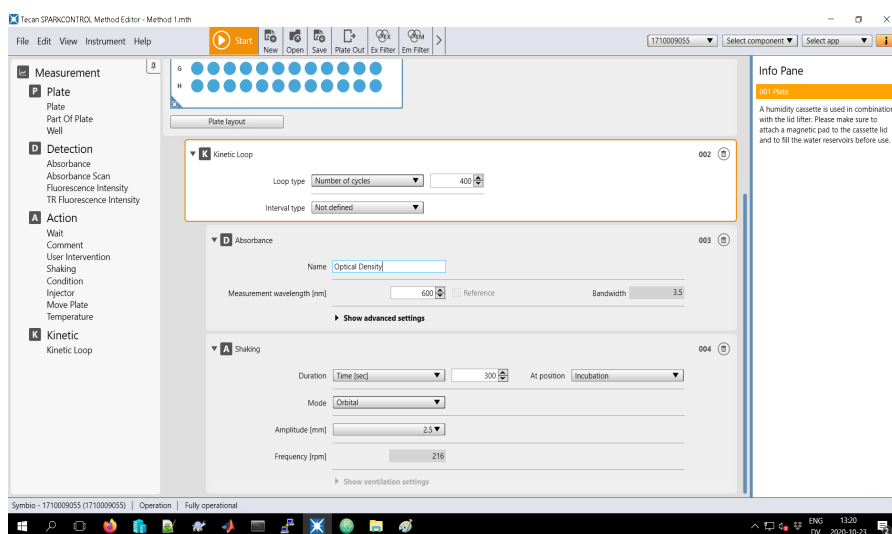 Tecan SPARKCONTROL Method Editor - Method 1.mth
File Edit View Instrument Help
Start
New Open Save Plate Out Ex Filter Em Filter
1710009055
Select component
Select app
Measurement
P Plate
Plate
Part Of Plate
Well
D Detection
Absorbance
Absorbance Scan
Fluorescence Intensity
TR Fluorescence Intensity
A Action
Wait
Comment
User Intervention
Shaking
Condition
Injector
Move Plate
Temperature
K Kinetic
Kinetic Loop
G
H
Plate layout
K Kinetic Loop 002
Loop type Number of cycles 400
Interval type Not defined
D Absorbance 003
Name Optical Density
Measurement wavelength [nm] 600 Reference Bandwidth 3.5
Show advanced settings
A Shaking 004
Duration Time [sec] 300 At position Incubation
Mode Orbital
Amplitude [mm] 2.5
Frequency [rpm] 216
Show ventilation settings
Info Pane
001 Plate
A humidity cassette is used in combination
with the lid lifter. Please make sure to
attach a magnetic pad to the cassette lid
and to fill the water reservoirs before use.
Symbio - 1710009055 (1710009055) | Operation | Fully operational
ENG 13:20
DV 2020-10-23